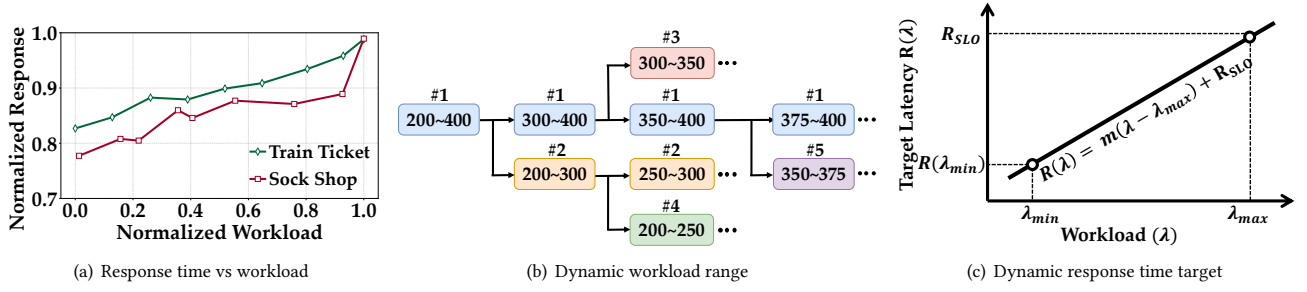 Normalized Response
1.0
0.9
0.8
0.7
Train Ticket
Sock Shop
0.0 0.2 0.4 0.6 0.8 1.0
Normalized Workload
(a) Response time vs workload
#3
300~350 •••
#1 #1 #1 #1
200~400 300~400 350~400 375~400 •••
#2 #2 #5
200~300 250~300 ••• 350~375 •••
#4
200~250 •••
(b) Dynamic workload range
Target Latency R(λ)
R_SLO
R(λ) = m(λ − λ_max) + R_SLO
R(λ_min)
λ_min λ_max
Workload (λ)
(c) Dynamic response time target